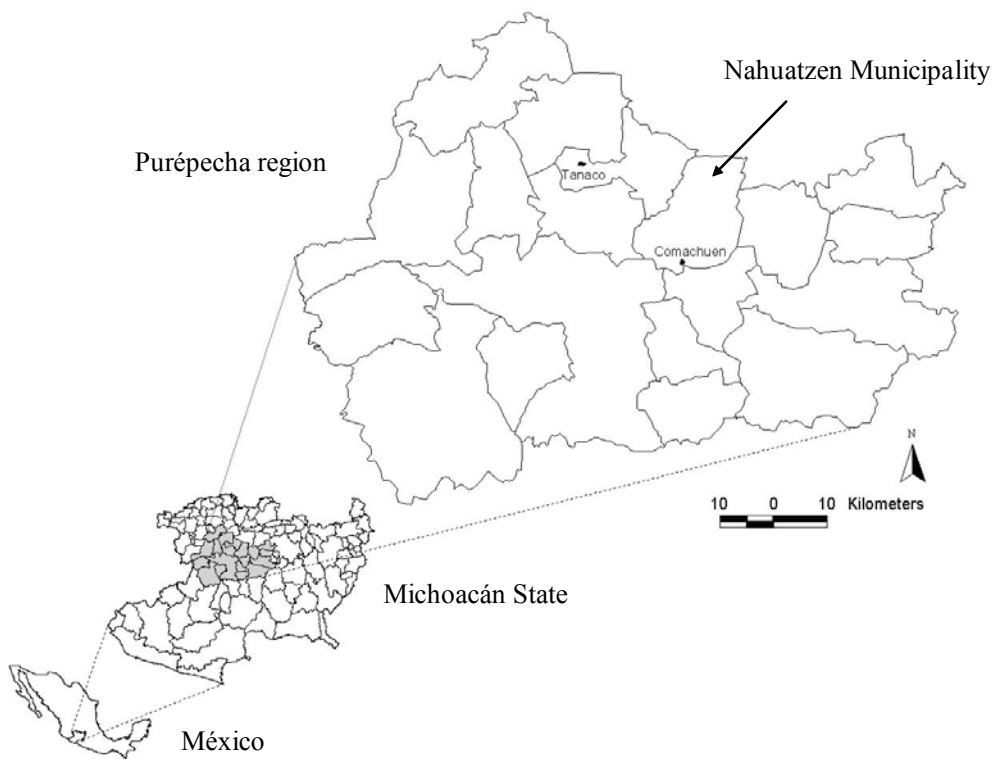 Nahuatzen Municipality
Purépecha region
Tanaco
Comachuen
N
10 0 10 Kilometers
Michoacán State
México